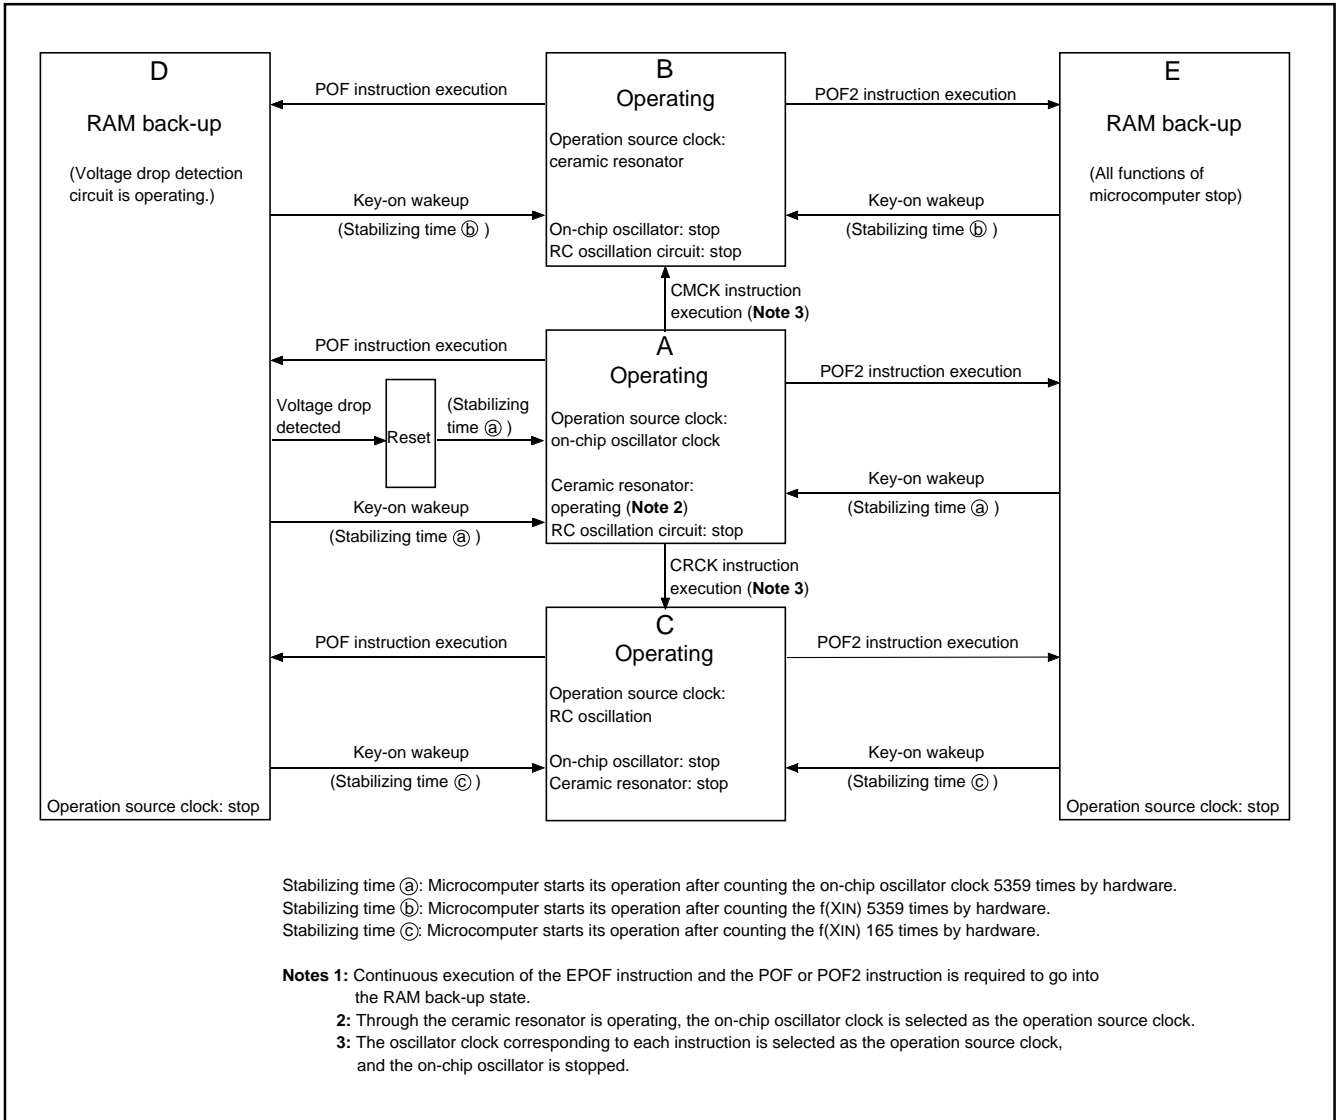 D
RAM back-up
(Voltage drop detection
circuit is operating.)
Operation source clock: stop
POF instruction execution
Key-on wakeup
(Stabilizing time ⓑ )
POF instruction execution
Voltage drop
detected
Reset
(Stabilizing
time ⓐ )
Key-on wakeup
(Stabilizing time ⓐ )
POF instruction execution
Key-on wakeup
(Stabilizing time ⓒ )
B
Operating
Operation source clock:
ceramic resonator
On-chip oscillator: stop
RC oscillation circuit: stop
CMCK instruction
execution (Note 3)
A
Operating
Operation source clock:
on-chip oscillator clock
Ceramic resonator:
operating (Note 2)
RC oscillation circuit: stop
CRCK instruction
execution (Note 3)
C
Operating
Operation source clock:
RC oscillation
On-chip oscillator: stop
Ceramic resonator: stop
POF2 instruction execution
Key-on wakeup
(Stabilizing time ⓑ )
POF2 instruction execution
Key-on wakeup
(Stabilizing time ⓐ )
POF2 instruction execution
Key-on wakeup
(Stabilizing time ⓒ )
E
RAM back-up
(All functions of
microcomputer stop)
Operation source clock: stop
Stabilizing time ⓐ: Microcomputer starts its operation after counting the on-chip oscillator clock 5359 times by hardware.
Stabilizing time ⓑ: Microcomputer starts its operation after counting the f(XIN) 5359 times by hardware.
Stabilizing time ⓒ: Microcomputer starts its operation after counting the f(XIN) 165 times by hardware.
Notes 1: Continuous execution of the EPOF instruction and the POF or POF2 instruction is required to go into
the RAM back-up state.
2: Through the ceramic resonator is operating, the on-chip oscillator clock is selected as the operation source clock.
3: The oscillator clock corresponding to each instruction is selected as the operation source clock,
and the on-chip oscillator is stopped.